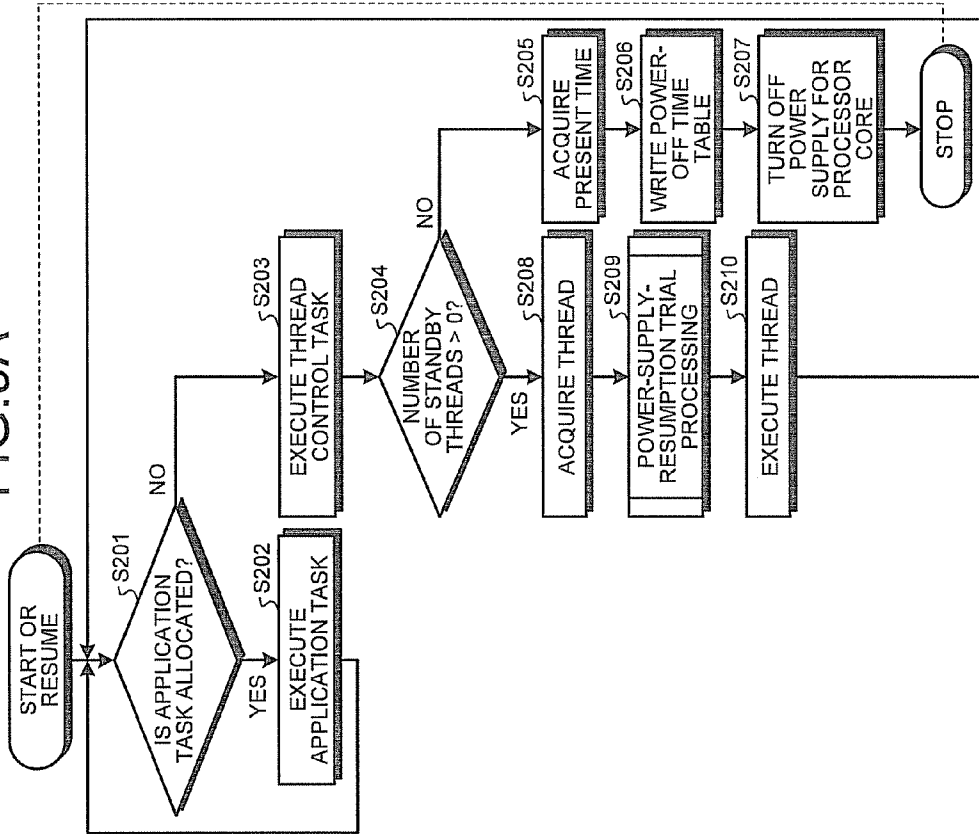 START OR
RESUME
S201
IS APPLICATION
TASK ALLOCATED?
NO
YES
S202
EXECUTE
APPLICATION TASK
S203
EXECUTE THREAD
CONTROL TASK
S204
NUMBER
OF STANDBY
THREADS > 0?
NO
YES
S208
ACQUIRE THREAD
S209
POWER-SUPPLY-
RESUMPTION TRIAL
PROCESSING
S210
EXECUTE THREAD
S205
ACQUIRE
PRESENT TIME
S206
WRITE POWER-
OFF TIME
TABLE
S207
TURN OFF
POWER
SUPPLY FOR
PROCESSOR
CORE
STOP